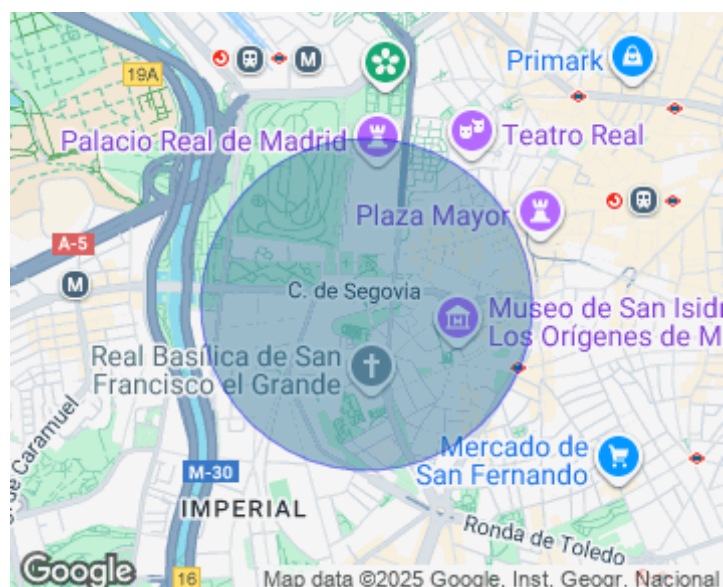 Primark
19A
M
Palacio Real de Madrid
Teatro Real
Plaza Mayor
A-5
M
C. de Segovia
Museo de San Isidr
Los Orígenes de M
Real Basílica de San
Francisco el Grande
de Caramuel
Mercado de
San Fernando
M-30
IMPERIAL
Ronda de Toledo
16
Google
Map data ©2025 Google, Inst. Geogr. Nacional